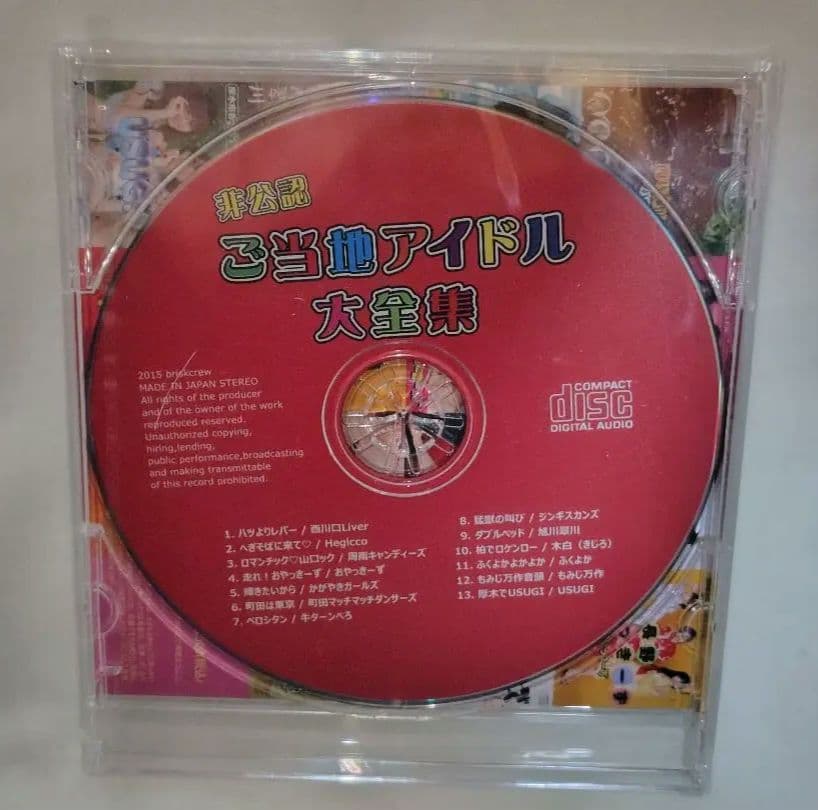 非公認
ご当地アイドル
大全集
2015 briskcrew
MADE IN JAPAN STEREO
All rights of the producer
and of the owner of the work
reproduced reserved.
Unauthorized copying,
hiring,lending,
public performance,broadcasting
and making transmittable
of this record prohibited.
COMPACT
disc
DIGITAL AUDIO
1. ハツよりレバー / 西川口Liver
2. へぎそばに来て♡ / Hegicco
3. ロマンチック♡山口ック / 周南キャンディーズ
4. 走れ！おやっきーず / おやっきーず
5. 輝きたいから / かがやきガールズ
6. 町田は東京 / 町田マッチマッチダンサーズ
7. ベロシタン / 牛ターンべろ
8. 猛獣の叫び / ジンギスカンズ
9. ダブルベッド / 旭川翠川
10. 柏でロケンロー / 木白（きじろ）
11. ふくよかよかよか / ふくよか
12. もみじ万作音頭 / もみじ万作
13. 厚木でUSUGI / USUGI